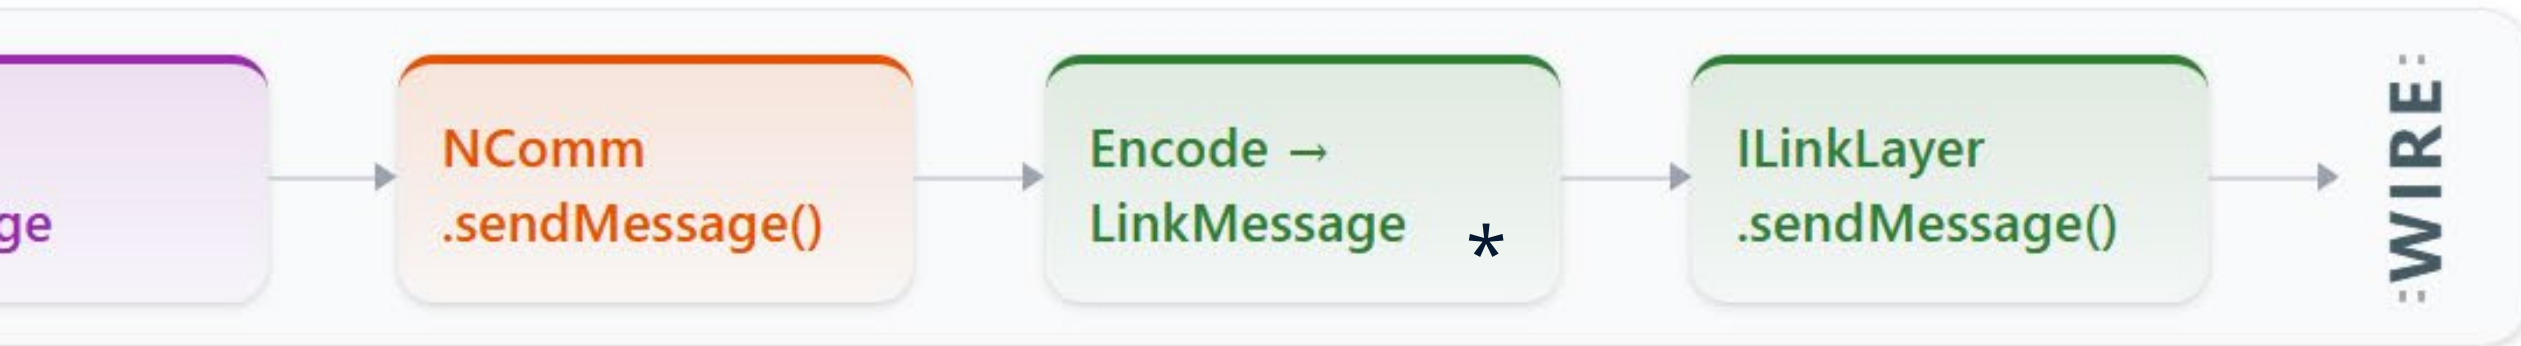 ge
NComm
.sendMessage()
Encode →
LinkMessage
*
ILinkLayer
.sendMessage()
WIRE